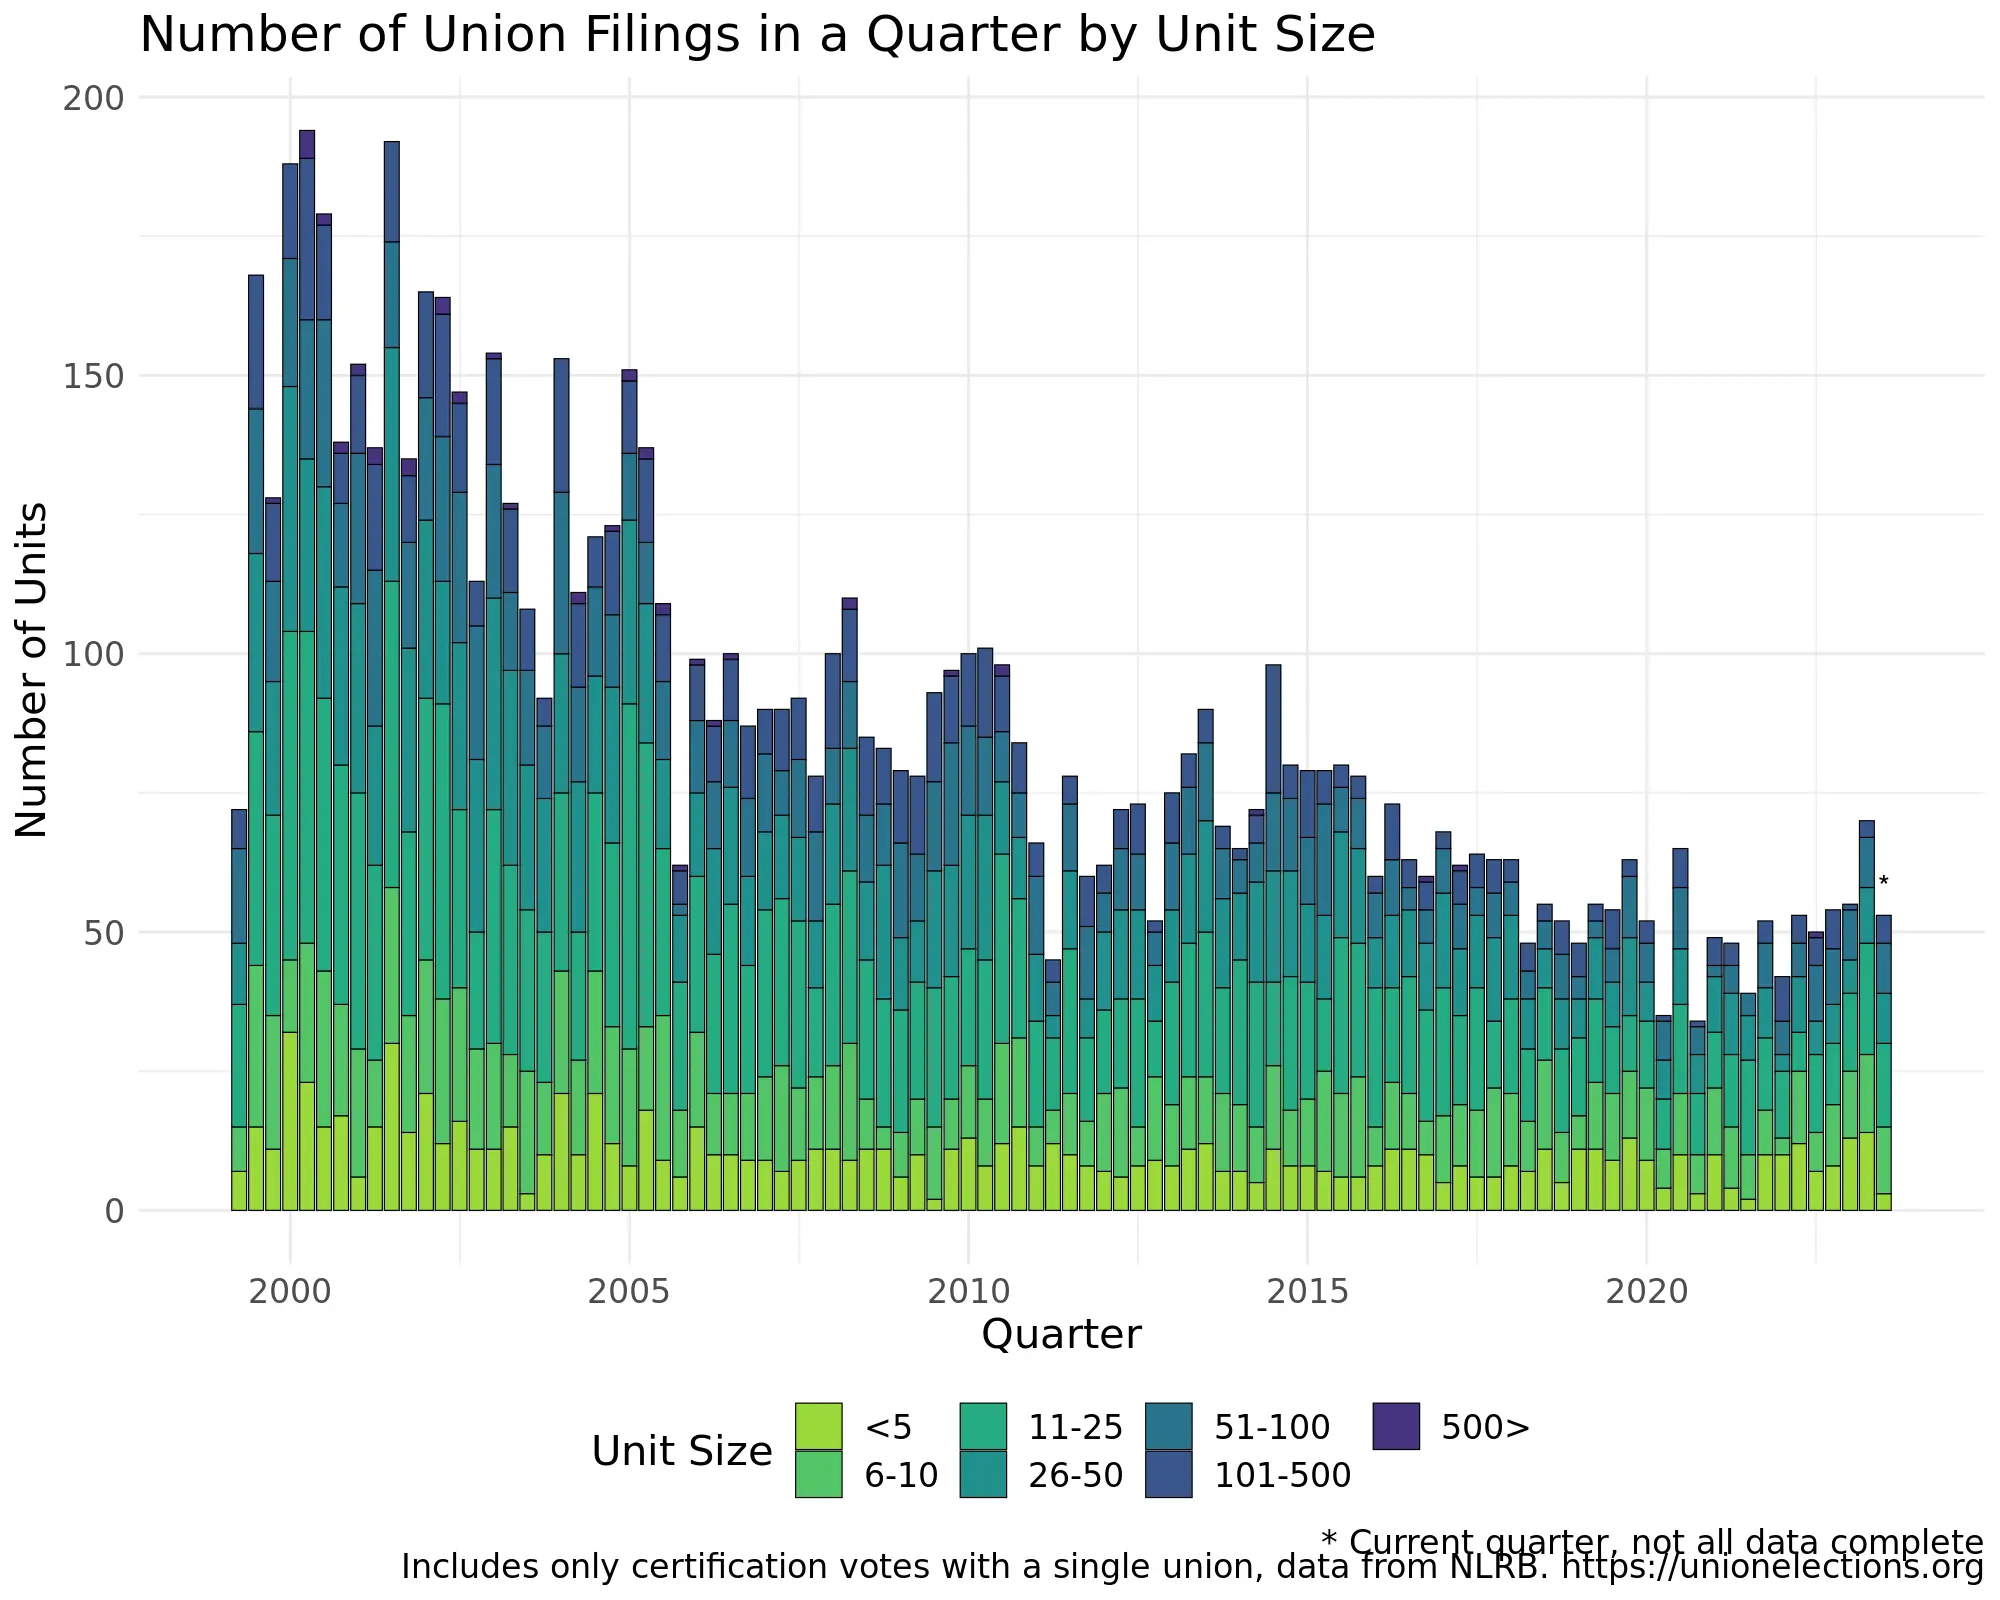 Number of Union Filings in a Quarter by Unit Size
200
150
100
50
0
Number of Units
*
2000 2005 2010 2015 2020
Quarter
Unit Size
<5 11-25 51-100 500>
6-10 26-50 101-500
* Current quarter, not all data complete
Includes only certification votes with a single union, data from NLRB. https://unionelections.org